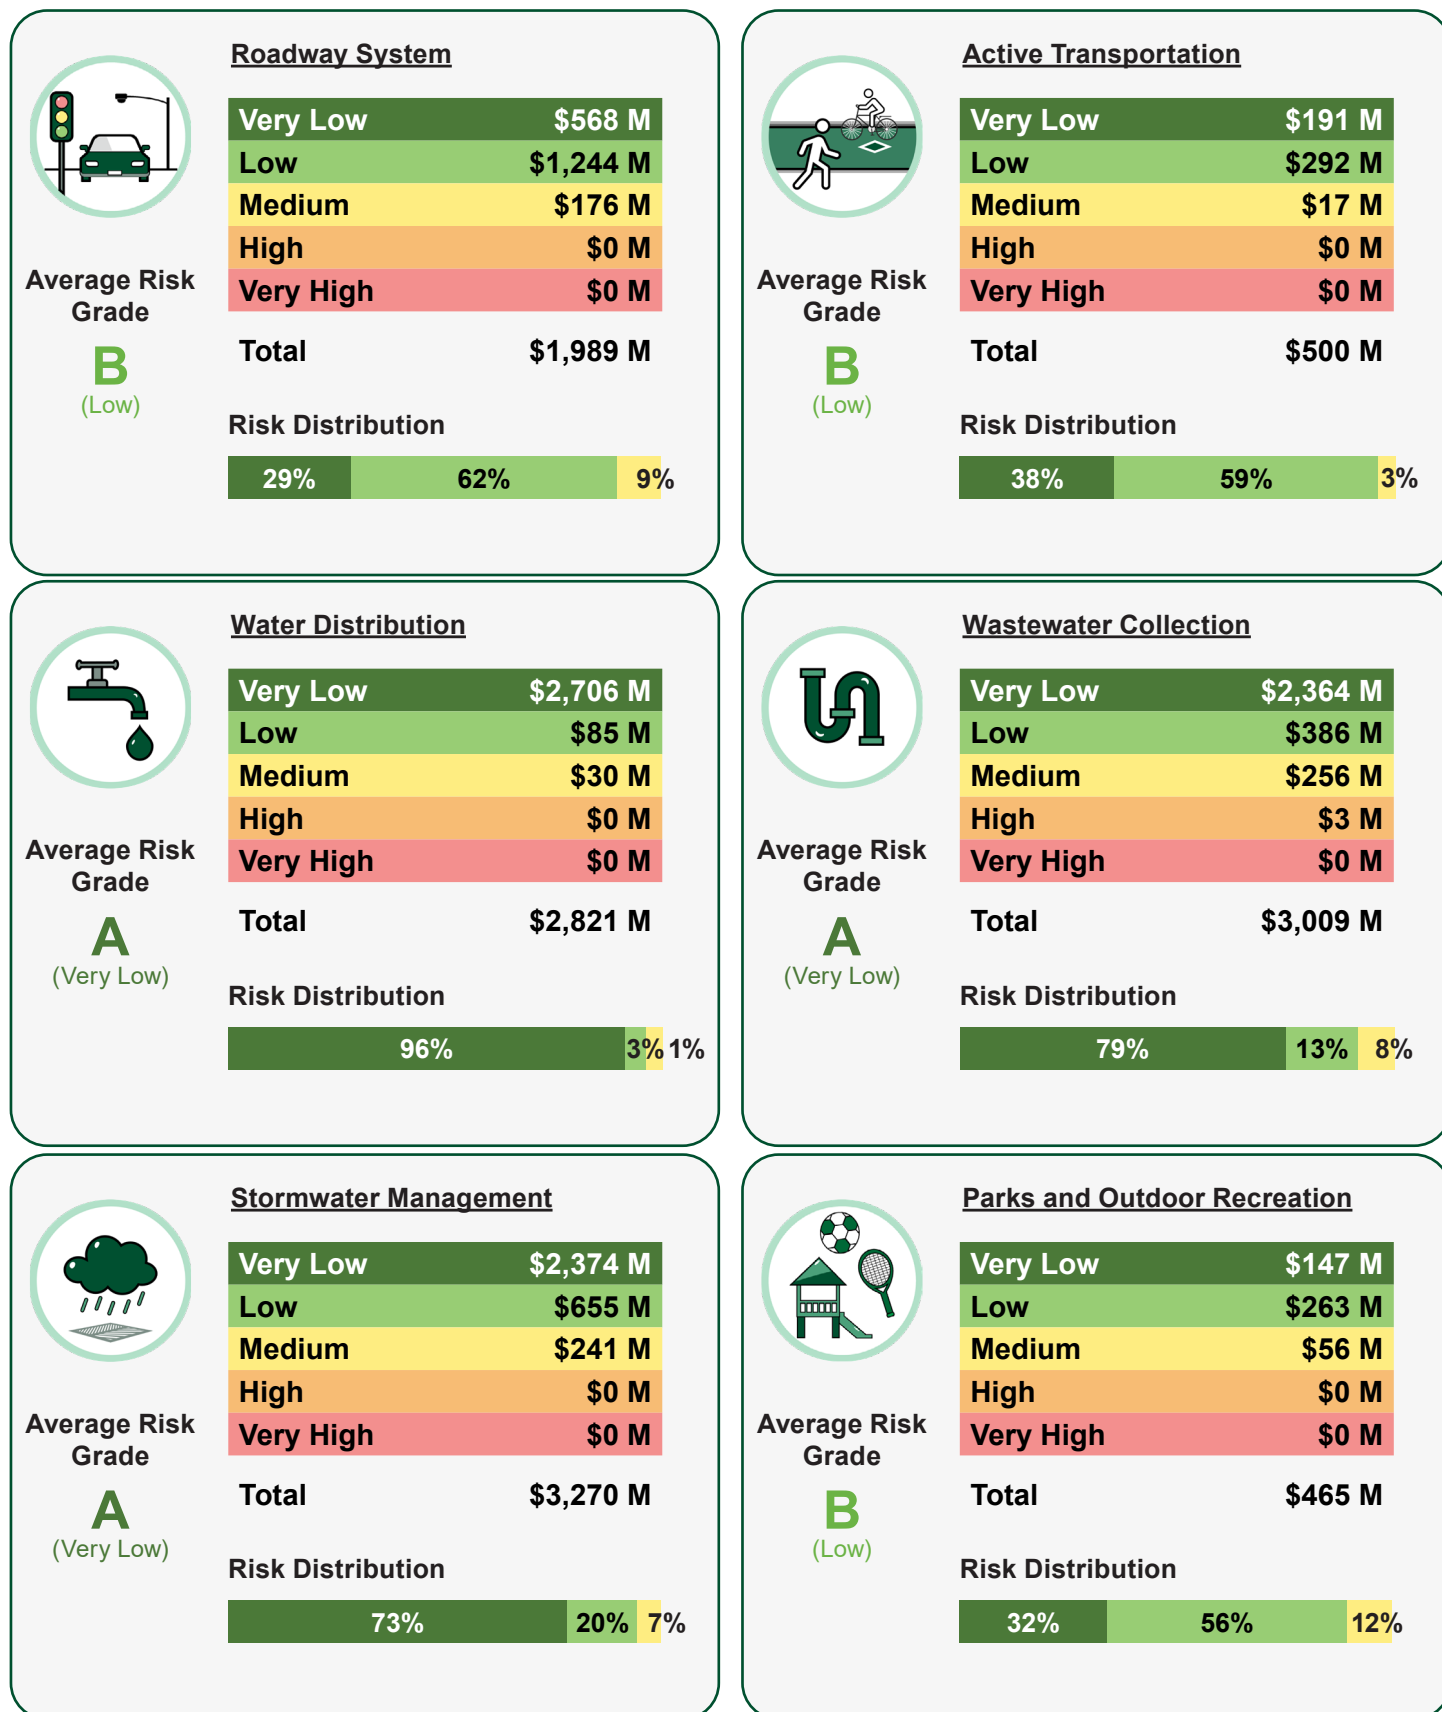 Roadway System
Very Low $568 M
Low $1,244 M
Medium $176 M
High $0 M
Very High $0 M
Total $1,989 M
Average Risk
Grade
B
(Low)
Risk Distribution
29% 62% 9%
Active Transportation
Very Low $191 M
Low $292 M
Medium $17 M
High $0 M
Very High $0 M
Total $500 M
Average Risk
Grade
B
(Low)
Risk Distribution
38% 59% 3%
Water Distribution
Very Low $2,706 M
Low $85 M
Medium $30 M
High $0 M
Very High $0 M
Total $2,821 M
Average Risk
Grade
A
(Very Low)
Risk Distribution
96% 3% 1%
Wastewater Collection
Very Low $2,364 M
Low $386 M
Medium $256 M
High $3 M
Very High $0 M
Total $3,009 M
Average Risk
Grade
A
(Very Low)
Risk Distribution
79% 13% 8%
Stormwater Management
Very Low $2,374 M
Low $655 M
Medium $241 M
High $0 M
Very High $0 M
Total $3,270 M
Average Risk
Grade
A
(Very Low)
Risk Distribution
73% 20% 7%
Parks and Outdoor Recreation
Very Low $147 M
Low $263 M
Medium $56 M
High $0 M
Very High $0 M
Total $465 M
Average Risk
Grade
B
(Low)
Risk Distribution
32% 56% 12%